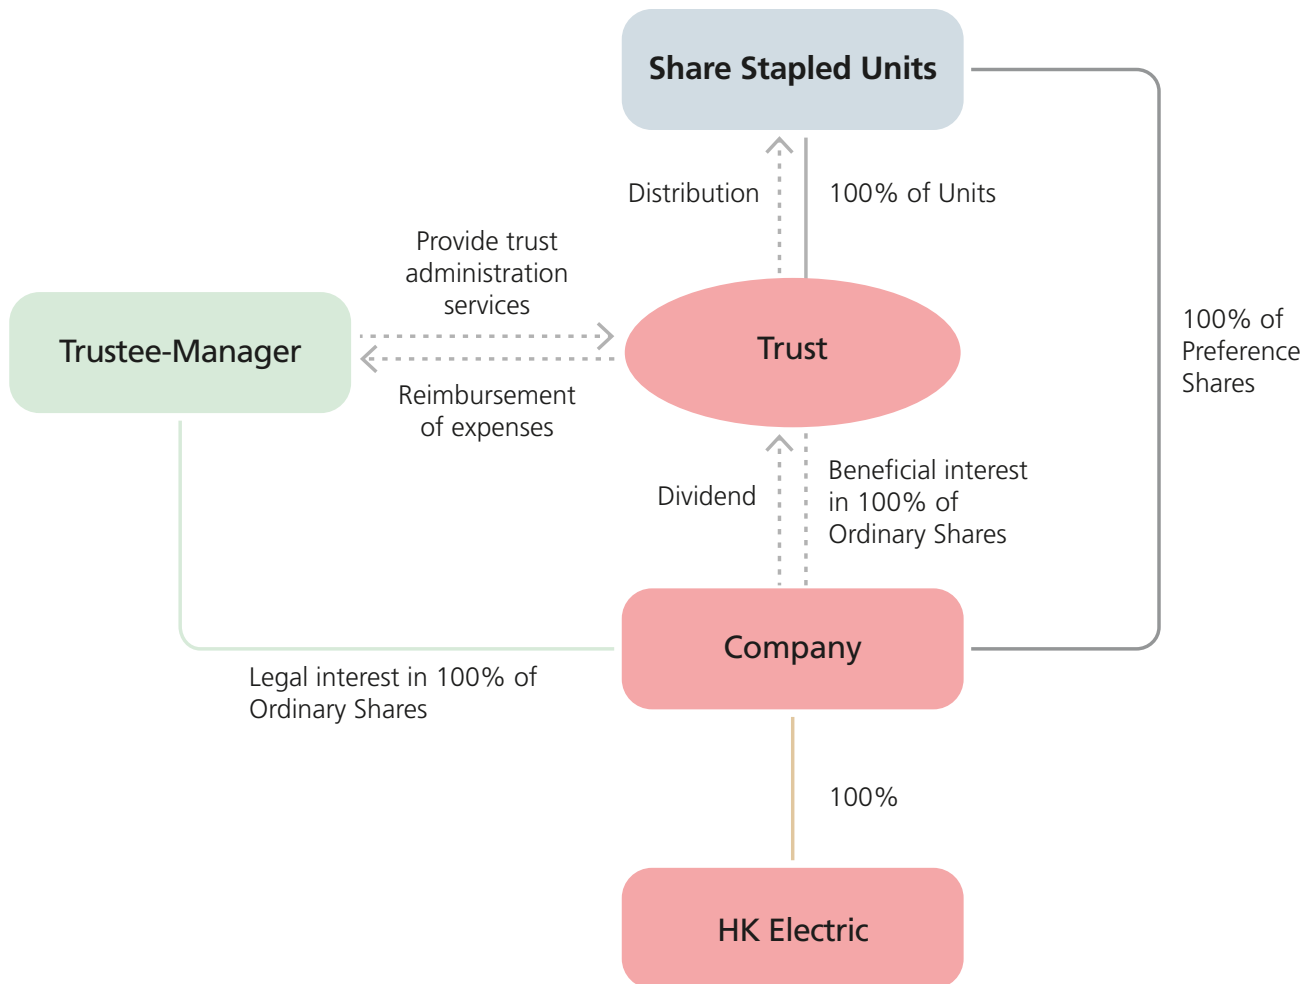 Share Stapled Units
Distribution
100% of Units
Provide trust
administration
services
100% of
Preference
Shares
Trustee-Manager
Trust
Reimbursement
of expenses
Dividend
Beneficial interest
in 100% of
Ordinary Shares
Company
Legal interest in 100% of
Ordinary Shares
100%
HK Electric